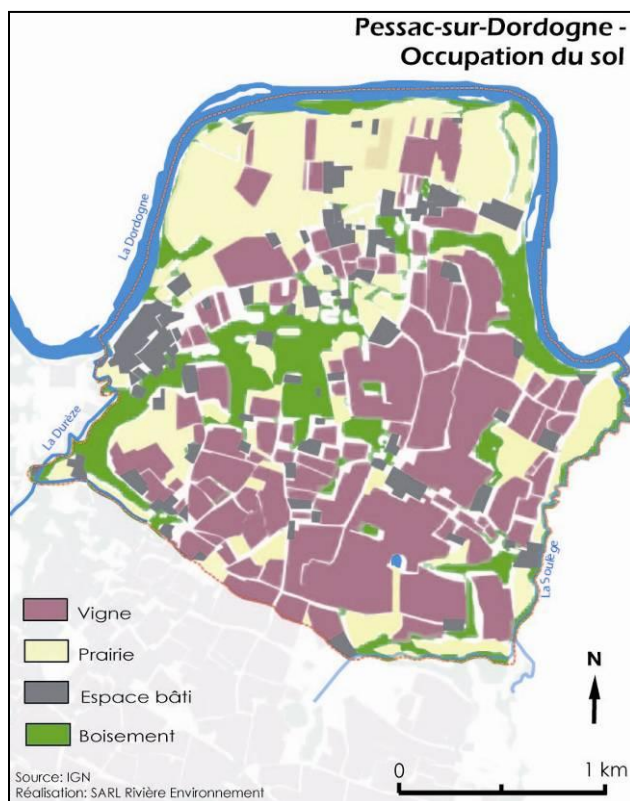 Pessac-sur-Dordogne -
Occupation du sol
La Dordogne
La Durèze
La Soulège
Vigne
Prairie
Espace bâti
Boisement
N
0 1 km
Source: IGN
Réalisation: SARL Rivière Environnement